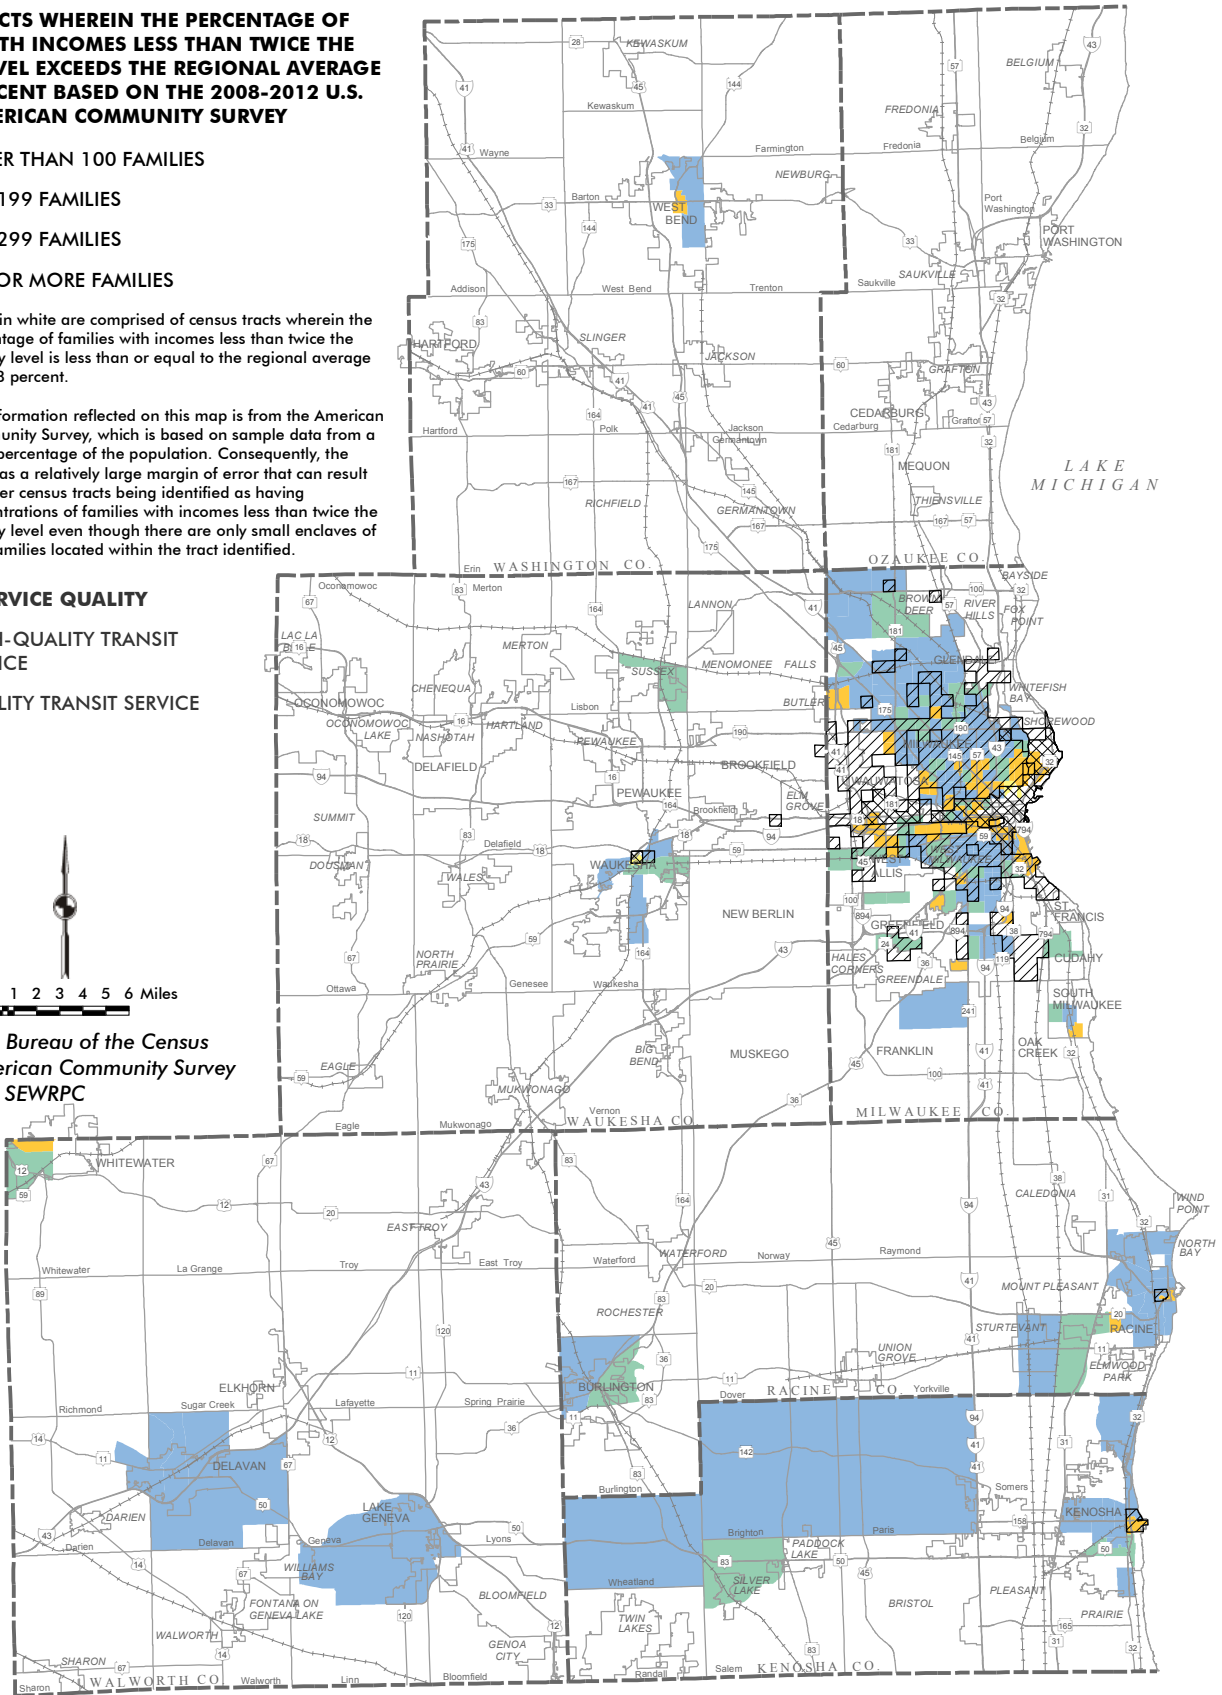 CTS WHEREIN THE PERCENTAGE OF
TH INCOMES LESS THAN TWICE THE
VEL EXCEEDS THE REGIONAL AVERAGE
CENT BASED ON THE 2008-2012 U.S.
ERICAN COMMUNITY SURVEY
ER THAN 100 FAMILIES
199 FAMILIES
299 FAMILIES
OR MORE FAMILIES
in white are comprised of census tracts wherein the
ntage of families with incomes less than twice the
y level is less than or equal to the regional average
3 percent.
formation reflected on this map is from the American
unity Survey, which is based on sample data from a
percentage of the population. Consequently, the
as a relatively large margin of error that can result
er census tracts being identified as having
ntrations of families with incomes less than twice the
y level even though there are only small enclaves of
amilies located within the tract identified.
RVICE QUALITY
H-QUALITY TRANSIT
ICE
LITY TRANSIT SERVICE
1 2 3 4 5 6 Miles
Bureau of the Census
erican Community Survey
SEWRPC
KEWASKUM
Kewaskum
Wayne
Barton
WEST
BEND
Farmington
NEWBURG
Addison
West Bend
Trenton
HARTFORD
SLINGER
JACKSON
Hartford
Polk
Jackson
Germantown
RICHFIELD
GERMANTOWN
Erin
WASHINGTON CO.
BELGIUM
FREDONIA
Fredonia
Belgium
Port
Washington
PORT
WASHINGTON
SAUKVILLE
Saukville
GRAFTON
CEDARBURG
Cedarburg
Grafton
MEQUON
THIENSVILLE
OZAUKEE CO.
LAKE
MICHIGAN
Oconomowoc
Merton
LAC LA
LANNON
MERTON
SUSSEX
MENOMONEE FALLS
CHENEQUA
OCONOMOWOC
OCONOMOWOC
LAKE
NASHOTAH
HARTLAND
Lisbon
BUTLER
PEWAUKEE
DELAFIELD
BROOKFIELD
PEWAUKEE
ELM
GROVE
Brookfield
SUMMIT
Delafield
DOUSMAN
WALES
WAUKESHA
NEW BERLIN
NORTH
PRAIRIE
Ottawa
Genesee
Waukesha
BIG
BEND
MUSKEGO
EAGLE
MUKWONAGO
Vernon
Eagle
Mukwonago
WAUKESHA CO.
BAYSIDE
BROWN
DEER
RIVER
HILLS
FOX
POINT
GLENDALE
WHITEFISH
BAY
SHOREWOOD
MILWAUKEE
WAUWATOSA
WEST
MILWAUKEE
WEST
ALLIS
ST.
FRANCIS
GREENFIELD
HALES
CORNERS
GREENDALE
CUDAHY
SOUTH
MILWAUKEE
FRANKLIN
OAK
CREEK
MILWAUKEE CO.
WHITEWATER
EAST TROY
Whitewater
La Grange
Troy
East Troy
ELKHORN
Richmond
Sugar Creek
Lafayette
Spring Prairie
DELAVAN
DARIEN
Darien
Delavan
LAKE
GENEVA
Geneva
Lyons
WILLIAMS
BAY
FONTANA ON
GENEVA LAKE
BLOOMFIELD
WALWORTH
GENOA
CITY
SHARON
Sharon
WALWORTH CO.
Walworth
Linn
Bloomfield
Waterford
WATERFORD
Norway
Raymond
CALEDONIA
WIND
POINT
NORTH
BAY
MOUNT PLEASANT
ROCHESTER
STURTEVANT
RACINE
UNION
GROVE
ELMWOOD
PARK
BURLINGTON
Dover
RACINE CO.
Yorkville
Burlington
Somers
KENOSHA
Brighton
Paris
PADDOCK
LAKE
Wheatland
SILVER
LAKE
PLEASANT
PRAIRIE
BRISTOL
TWIN
LAKES
Randall
Salem
KENOSHA CO.